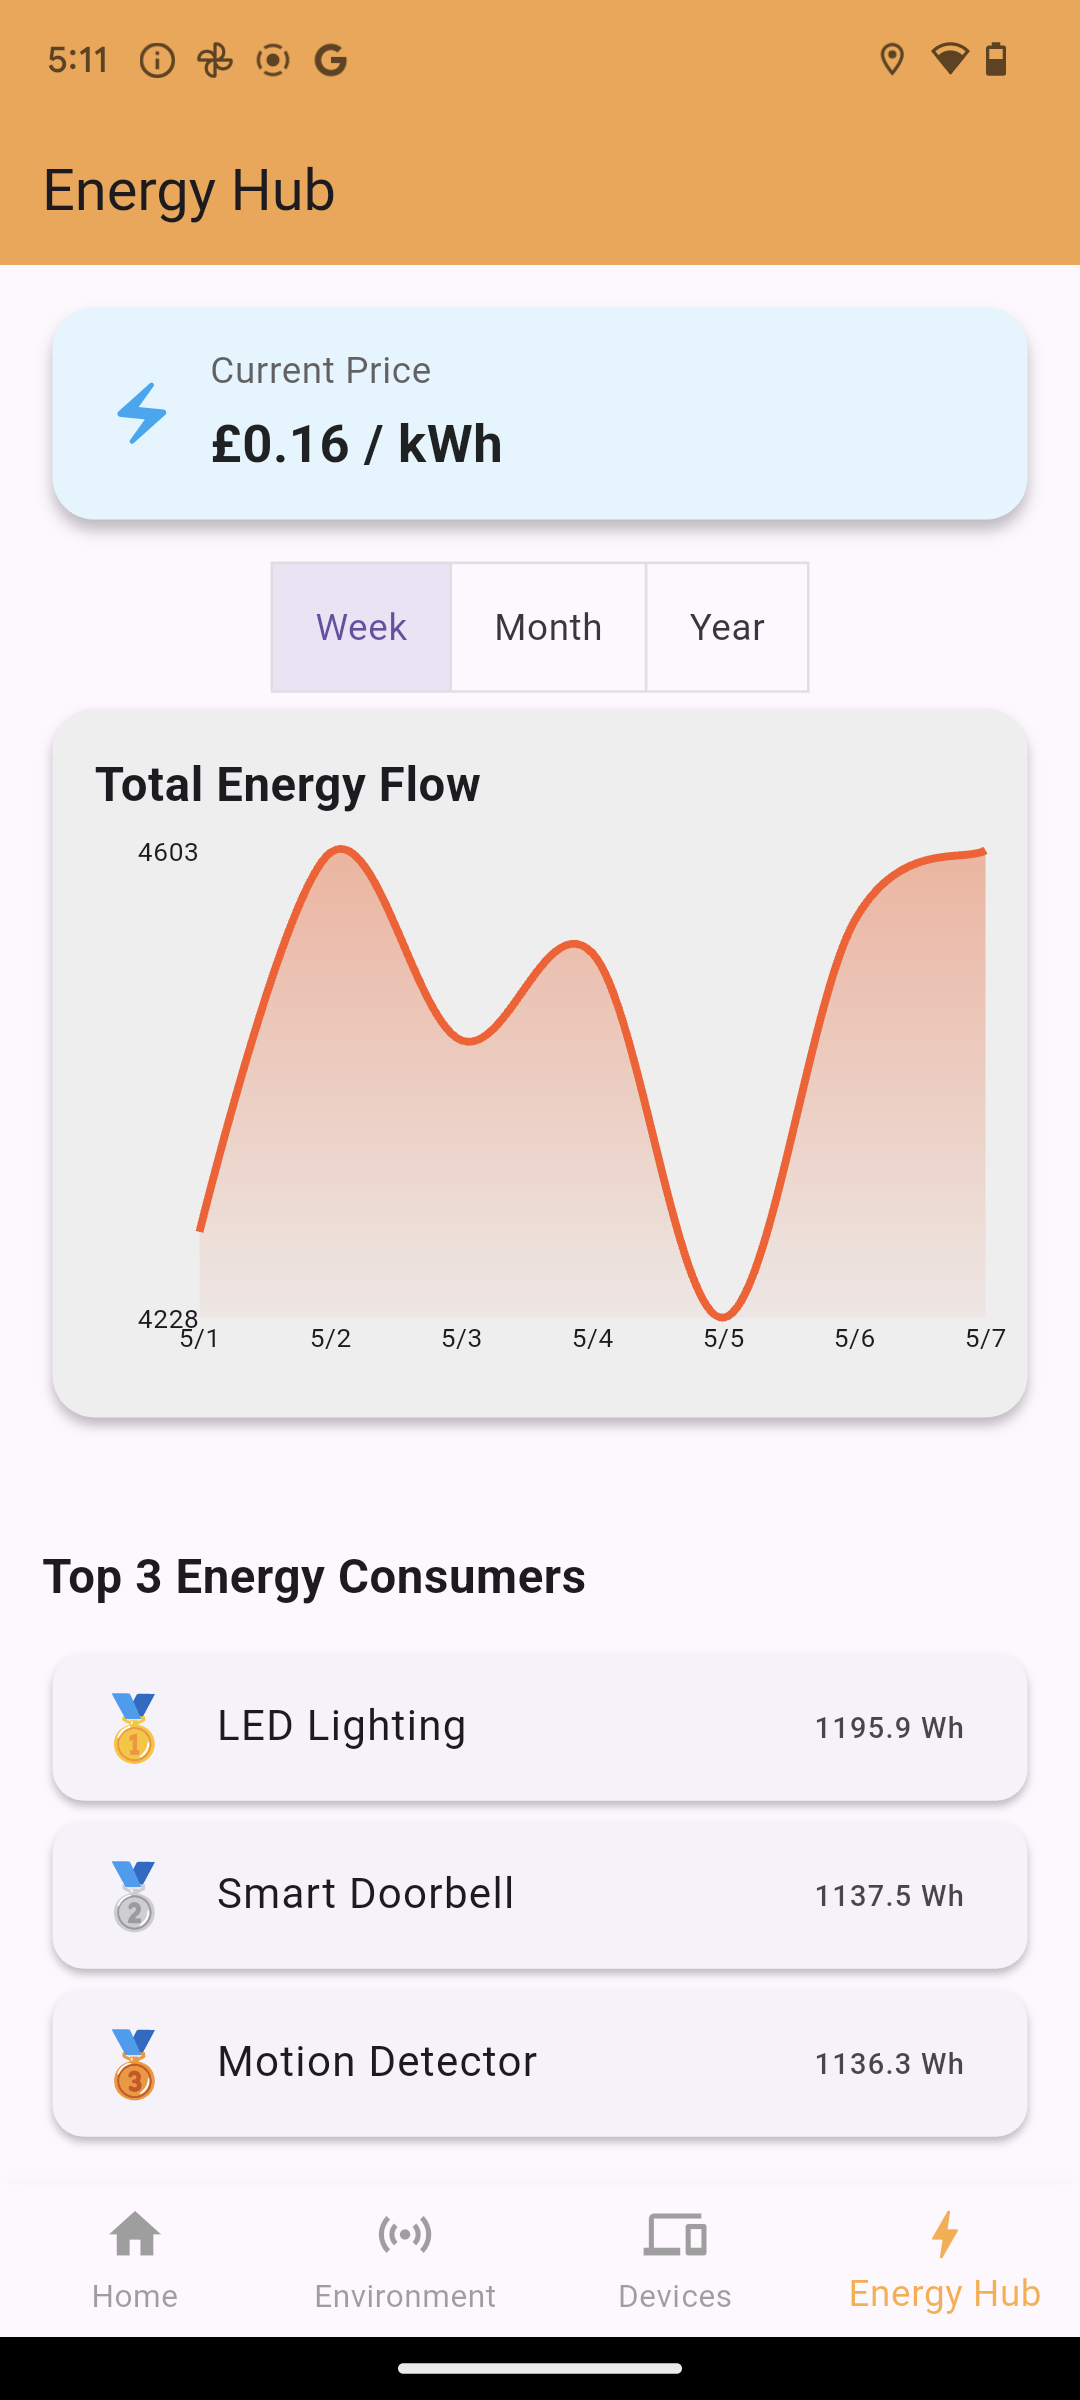 5:11
Energy Hub
Current Price
£0.16 / kWh
Week Month Year
Total Energy Flow
4603
4228
5/1 5/2 5/3 5/4 5/5 5/6 5/7
Top 3 Energy Consumers
1 LED Lighting 1195.9 Wh
2 Smart Doorbell 1137.5 Wh
3 Motion Detector 1136.3 Wh
Home Environment Devices Energy Hub